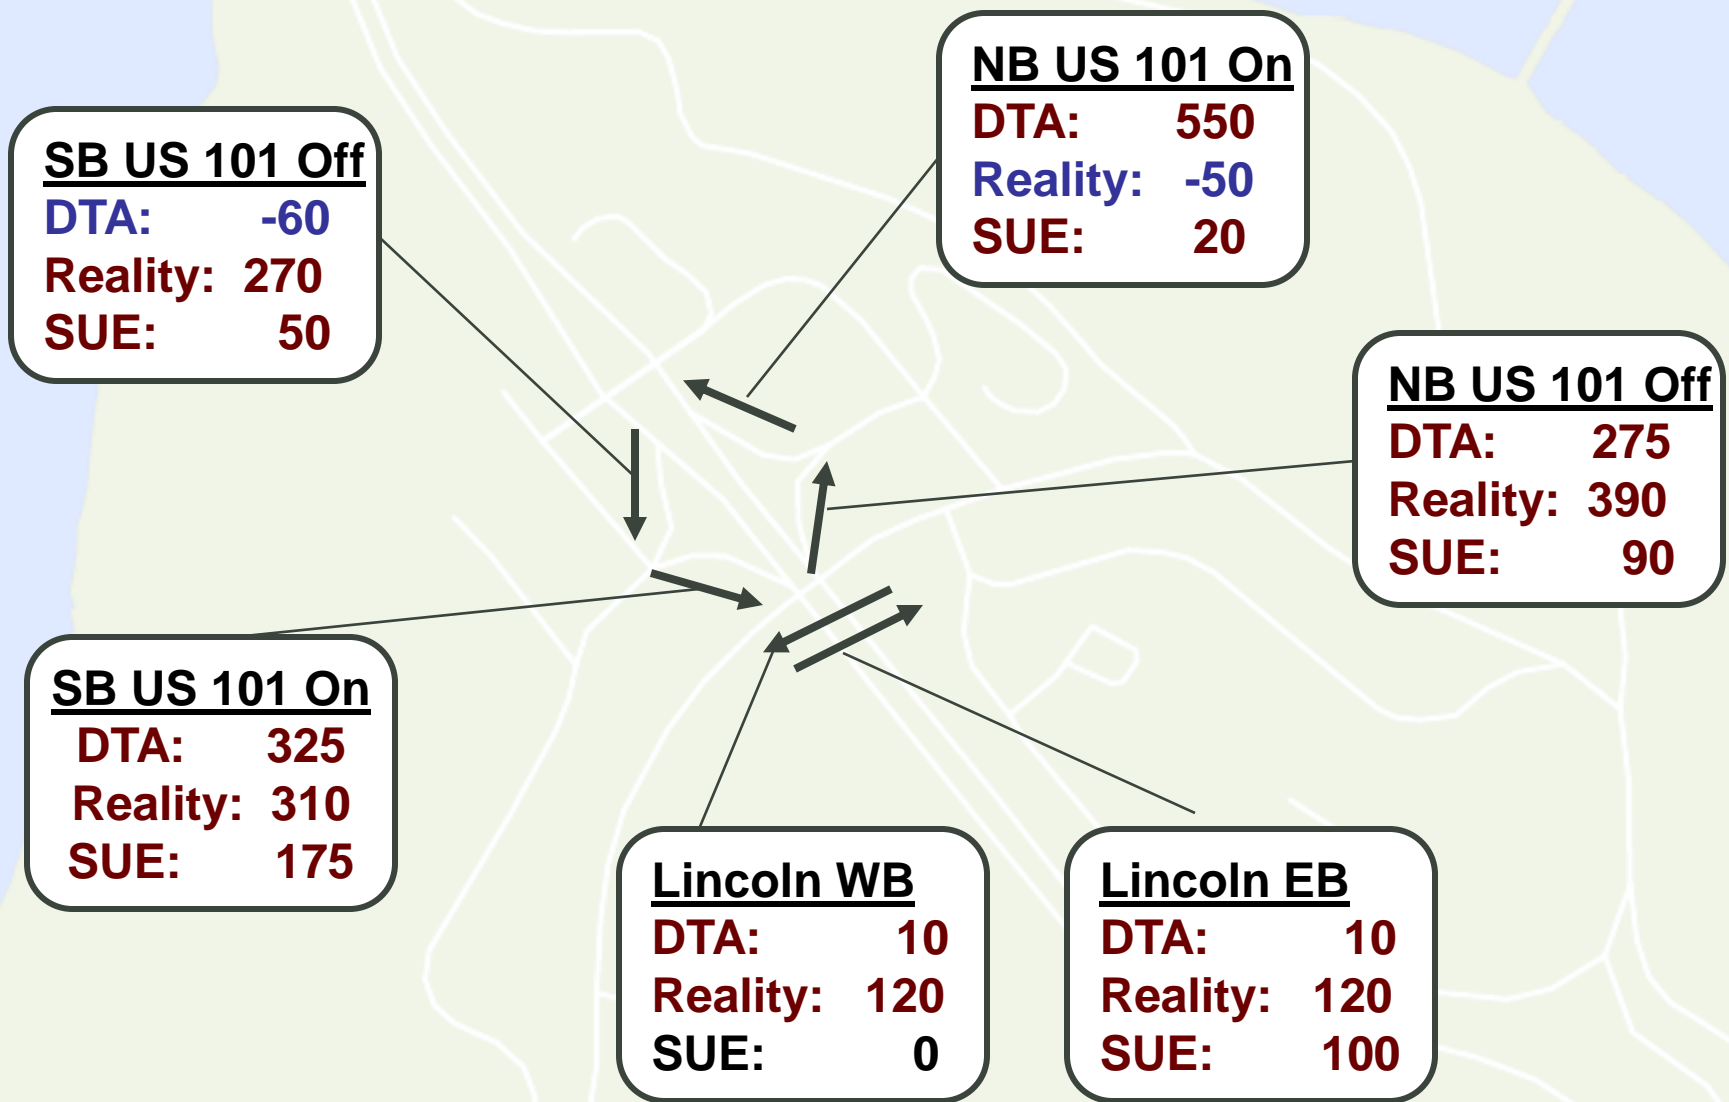 NB US 101 On
DTA: 550
Reality: -50
SUE: 20
SB US 101 Off
DTA: -60
Reality: 270
SUE: 50
NB US 101 Off
DTA: 275
Reality: 390
SUE: 90
SB US 101 On
DTA: 325
Reality: 310
SUE: 175
Lincoln WB
DTA: 10
Reality: 120
SUE: 0
Lincoln EB
DTA: 10
Reality: 120
SUE: 100